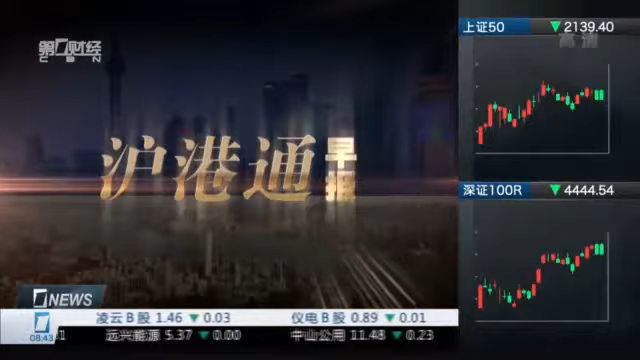 第一财经
CBN
沪港通早报
上证50 ▼2139.40
高清
深证100R ▼4444.54
NEWS
凌云B股 1.46 ▼0.03 仪电B股 0.89 ▼0.01
08:43
远兴能源 5.37 ▼0.00 中山公用 11.48 ▼0.23